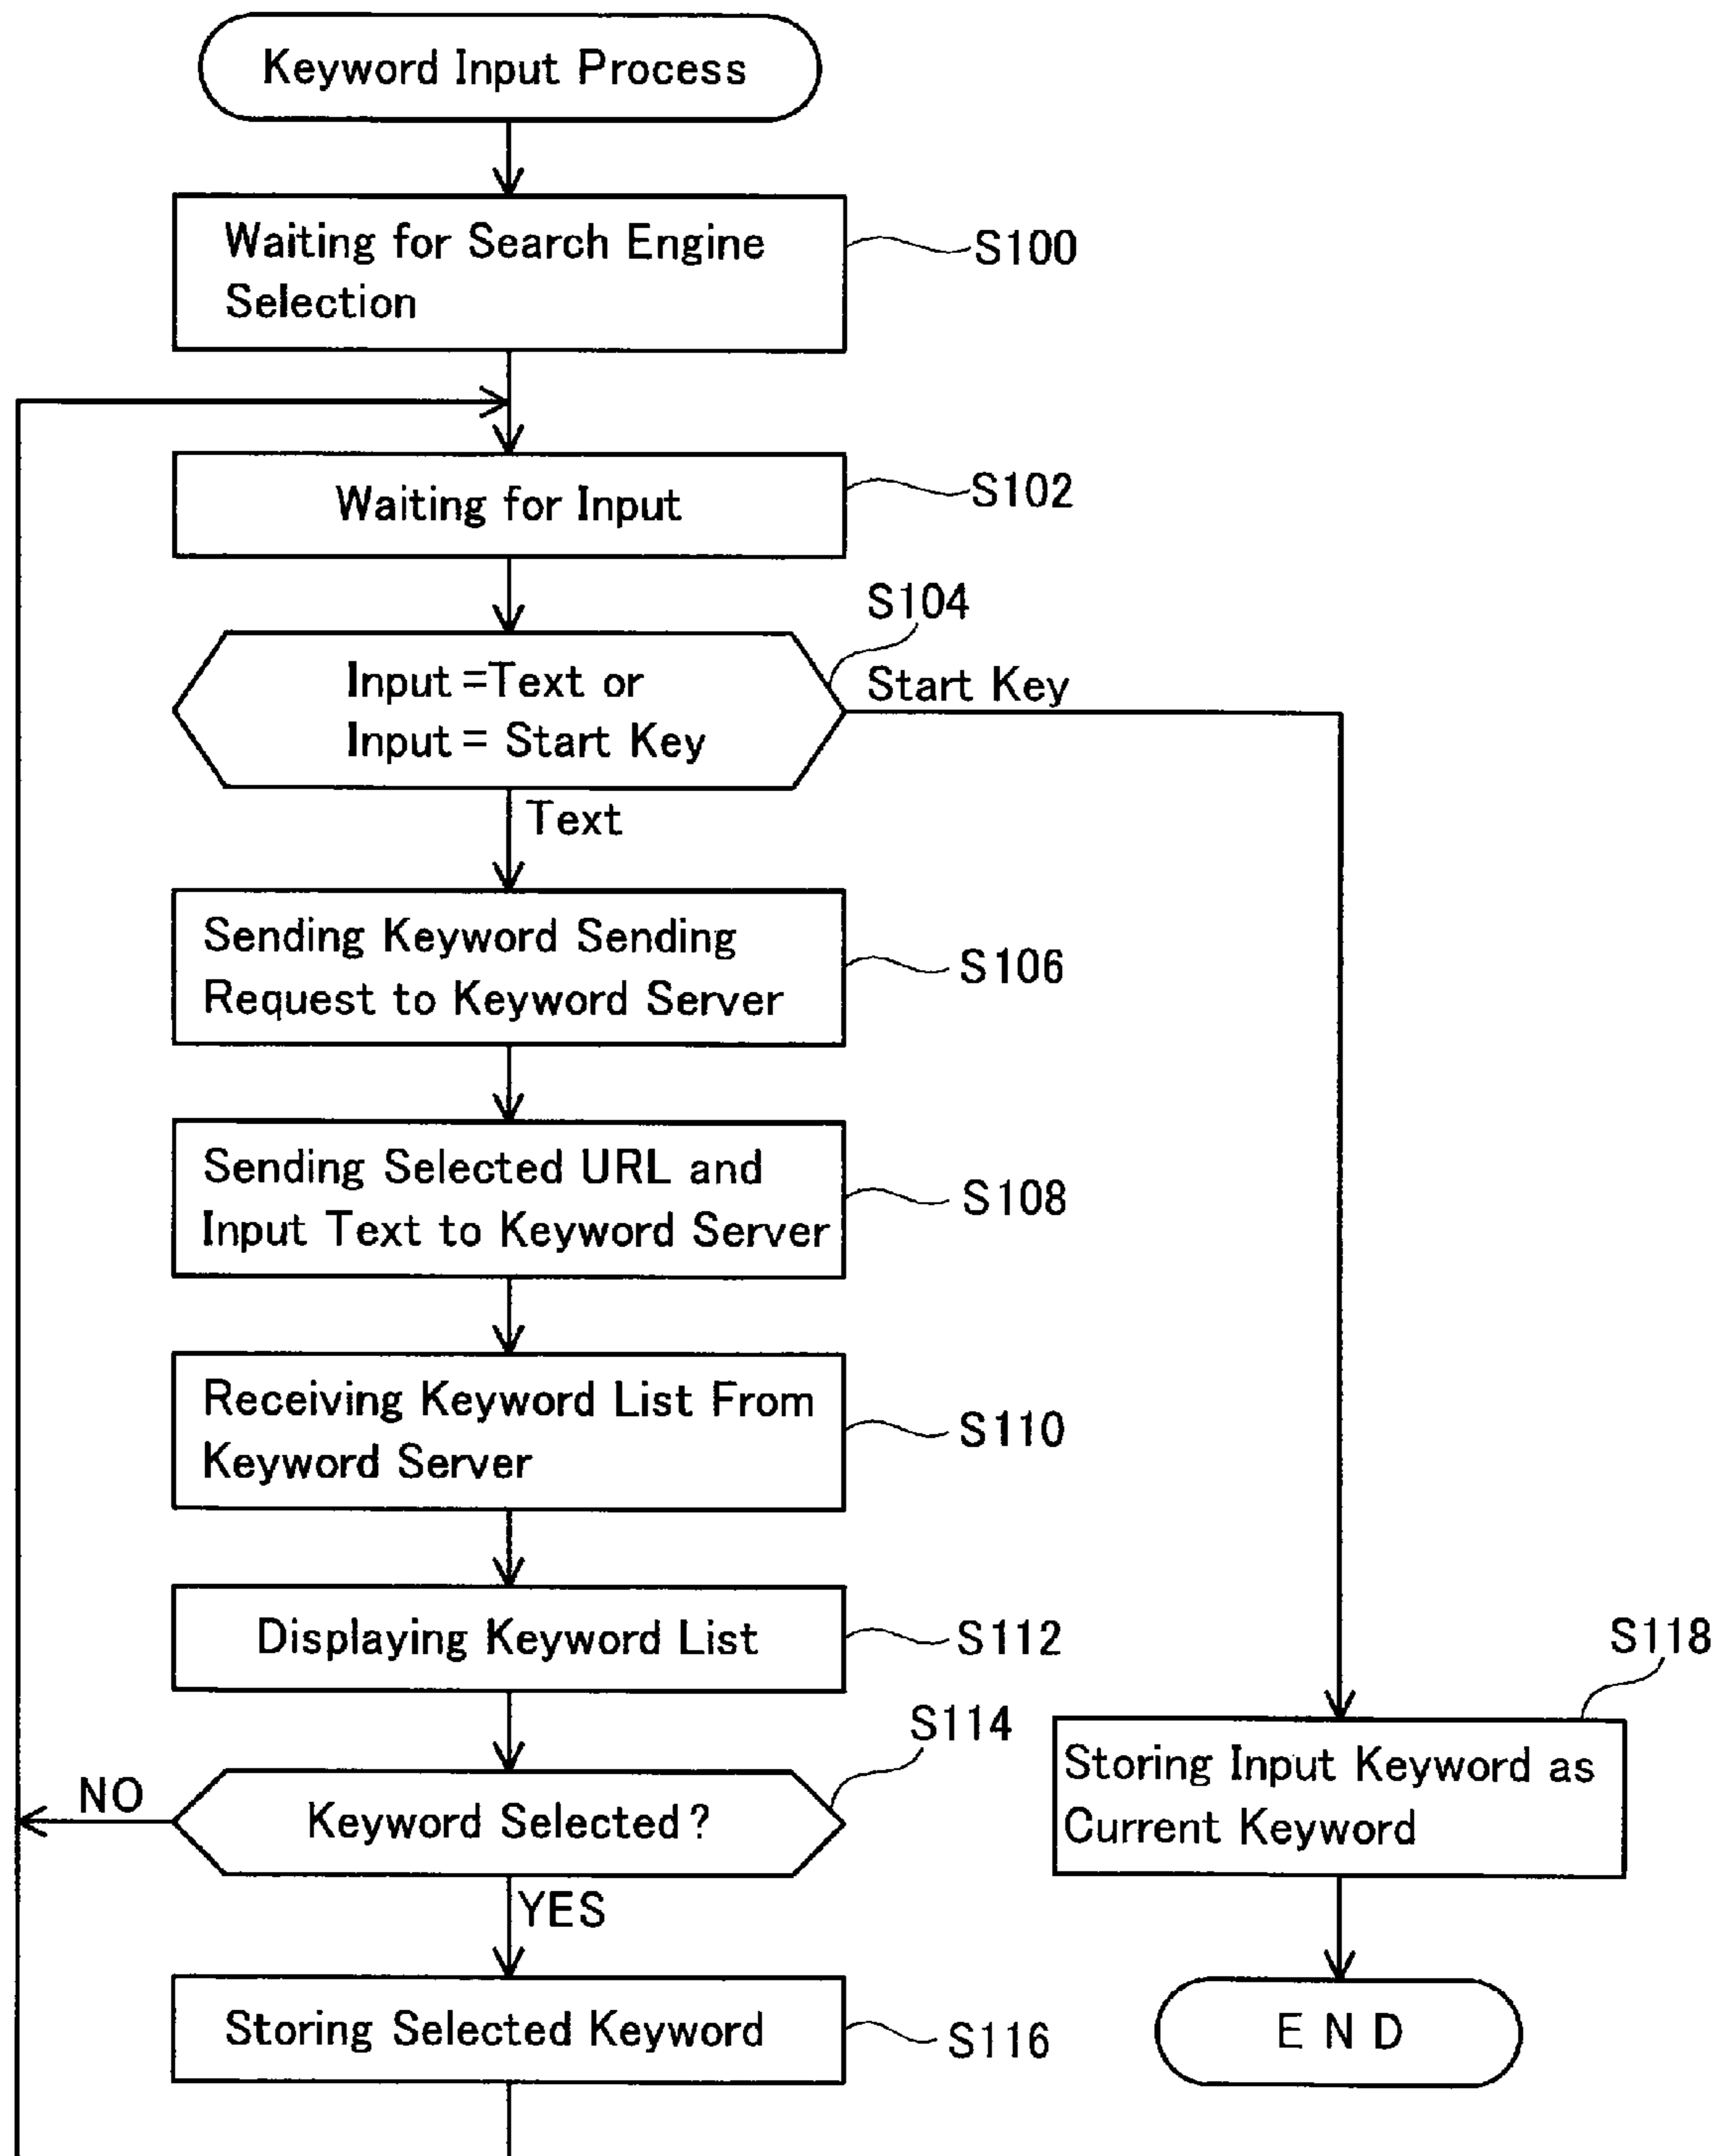 Keyword Input Process
Waiting for Search Engine
Selection
S100
Waiting for Input
S102
S104
Input =Text or
Input = Start Key
Start Key
Text
Sending Keyword Sending
Request to Keyword Server
S106
Sending Selected URL and
Input Text to Keyword Server
S108
Receiving Keyword List From
Keyword Server
S110
Displaying Keyword List
S112
S114
Keyword Selected?
NO
YES
Storing Selected Keyword
S116
S118
Storing Input Keyword as
Current Keyword
END